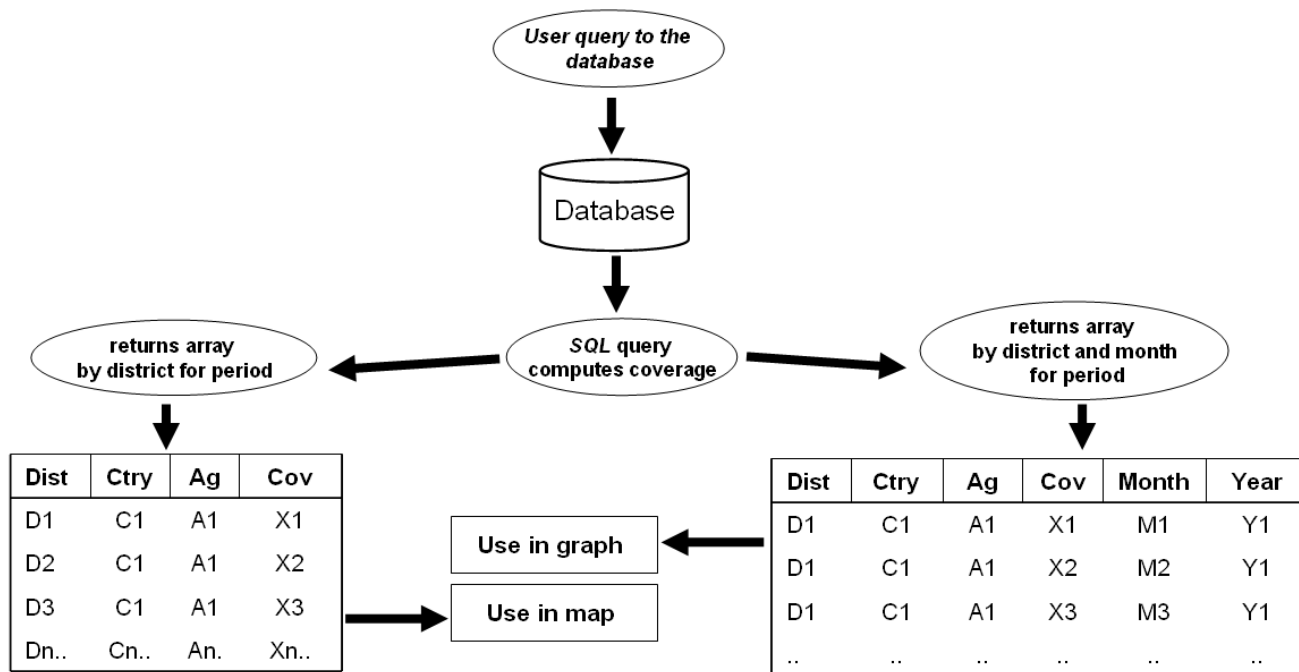 User query to the
database
Database
SQL query
computes coverage
returns array
by district for period
returns array
by district and month
for period
Dist Ctry Ag Cov
D1 C1 A1 X1
D2 C1 A1 X2
D3 C1 A1 X3
Dn.. Cn.. An. Xn..
Use in graph
Use in map
Dist Ctry Ag Cov Month Year
D1 C1 A1 X1 M1 Y1
D1 C1 A1 X2 M2 Y1
D1 C1 A1 X3 M3 Y1
.. .. .. .. .. ..